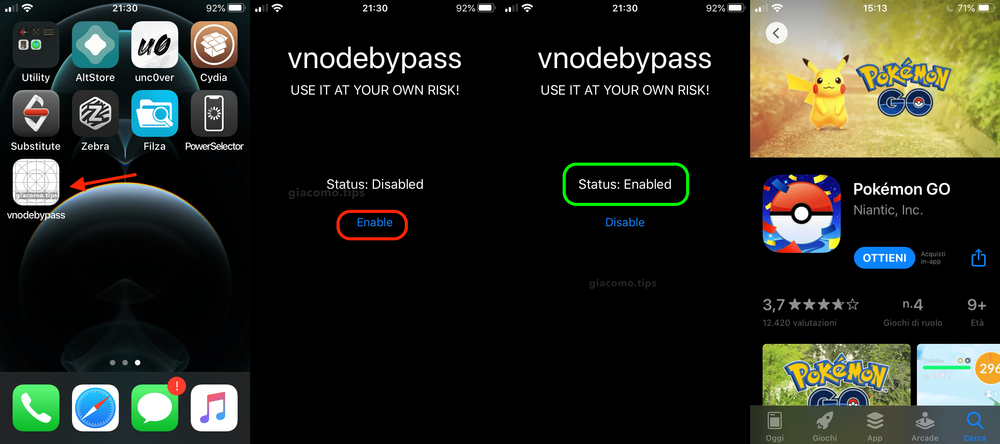 21:30
92%
Utility
AltStore
unc0ver
Cydia
Substitute
Zebra
Filza
PowerSelector
vnodebypass
21:30
92%
vnodebypass
USE IT AT YOUR OWN RISK!
Status: Disabled
giacomo.tips
Enable
21:30
92%
vnodebypass
USE IT AT YOUR OWN RISK!
Status: Enabled
Disable
giacomo.tips
15:13
71%
Pokémon
GO
Pokémon GO
Niantic, Inc.
OTTIENI
Acquisti
in-app
3,7
n.4
9+
12.420 valutazioni
Giochi di ruolo
Età
Pokémon
GO
296
Oggi
Giochi
App
Arcade
Cerca